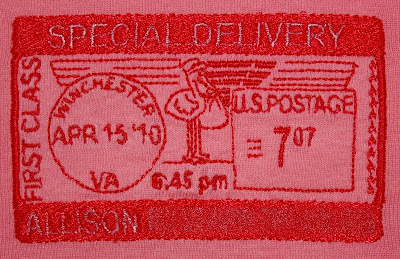 SPECIAL DELIVERY
FIRST CLASS
WINCHESTER
APR 15 '10
VA
6.45 pm
U.S. POSTAGE
= 7 07
ALLISON